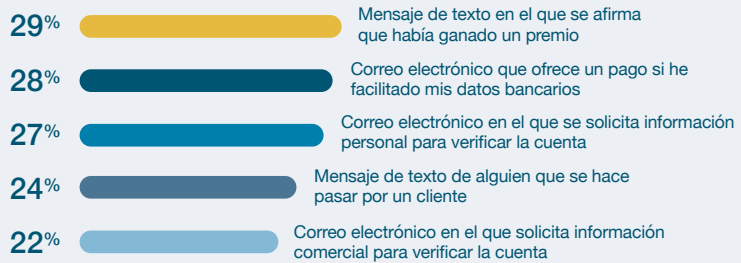 29%
Mensaje de texto en el que se afirma
que había ganado un premio
28%
Correo electrónico que ofrece un pago si he
facilitado mis datos bancarios
27%
Correo electrónico en el que se solicita información
personal para verificar la cuenta
24%
Mensaje de texto de alguien que se hace
pasar por un cliente
22%
Correo electrónico en el que solicita información
comercial para verificar la cuenta